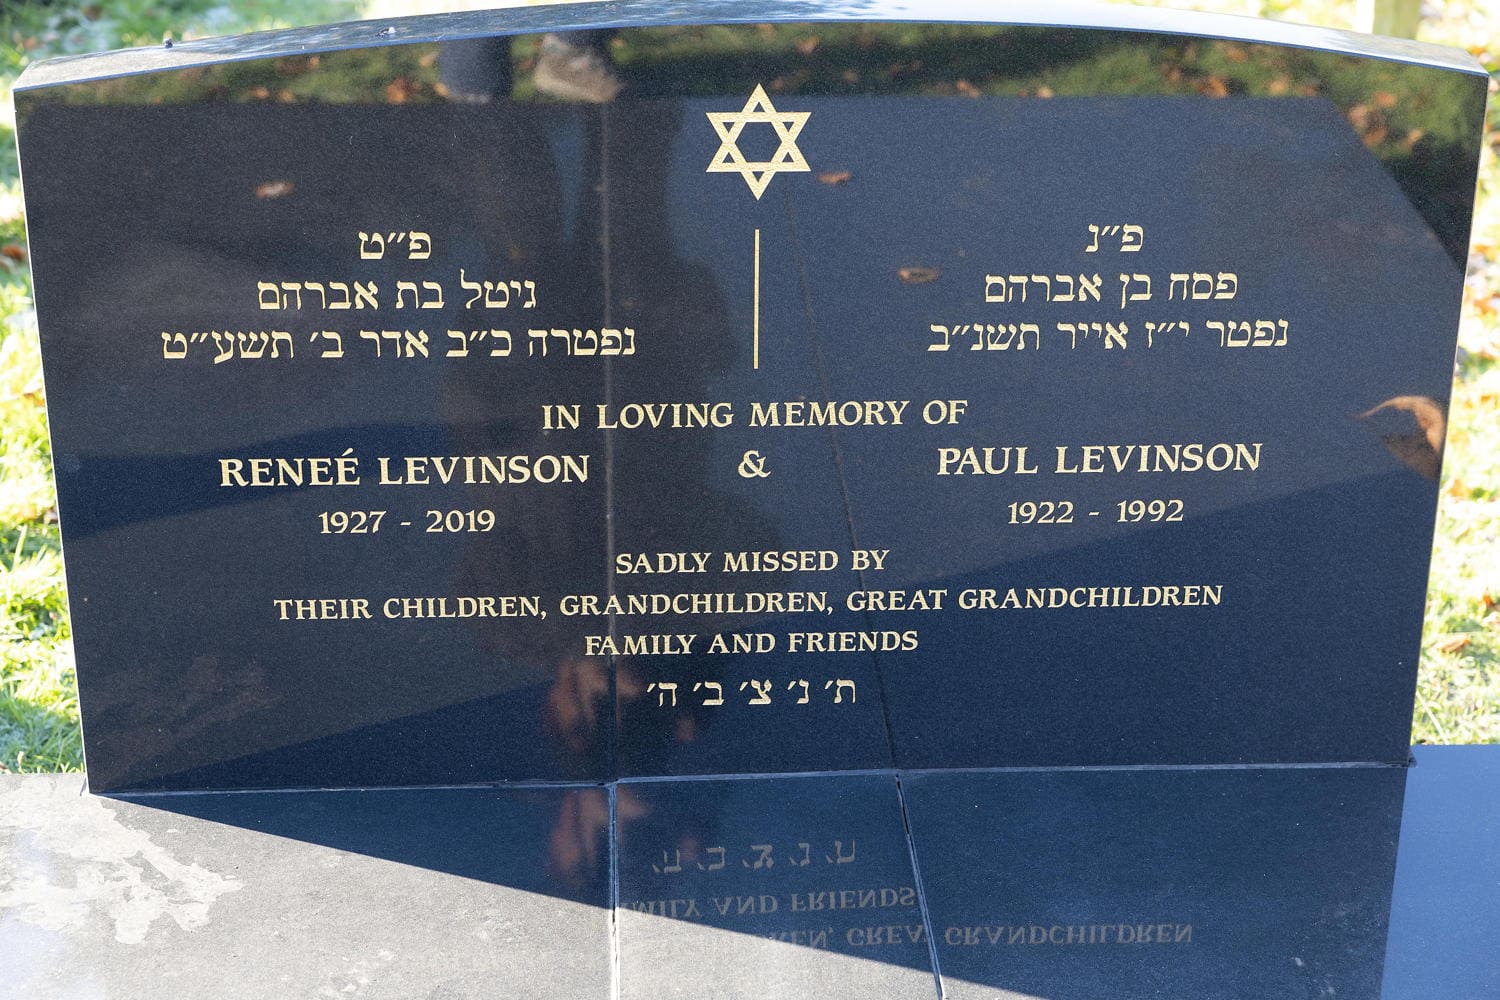 פ״נ
פסח בן אברהם
נפטר י״ז אייר תשנ״ב
פ״ט
גיטל בת אברהם
נפטרה כ״ב אדר ב׳ תשע״ט
IN LOVING MEMORY OF
RENEÉ LEVINSON & PAUL LEVINSON
1927 - 2019 1922 - 1992
SADLY MISSED BY
THEIR CHILDREN, GRANDCHILDREN, GREAT GRANDCHILDREN
FAMILY AND FRIENDS
ת׳ נ׳ צ׳ ב׳ ה׳